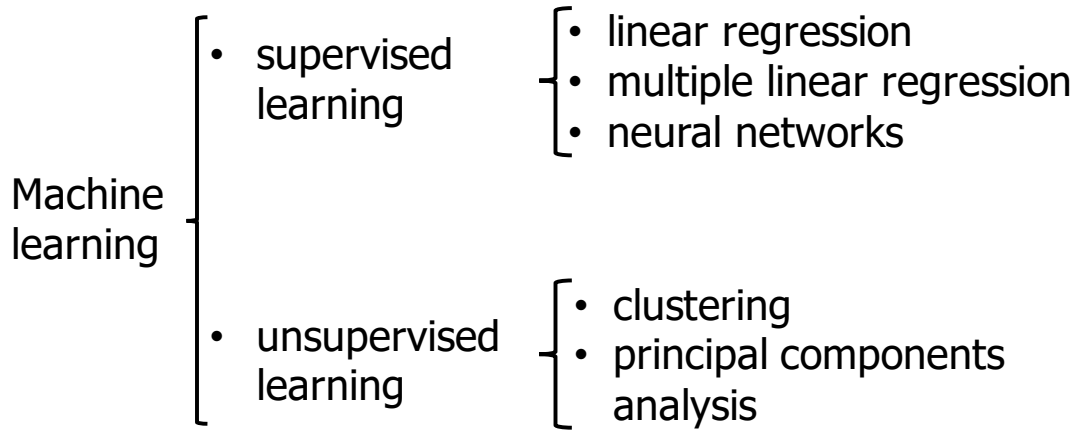 Machine
learning
• supervised
learning
• linear regression
• multiple linear regression
• neural networks
• unsupervised
learning
• clustering
• principal components
analysis